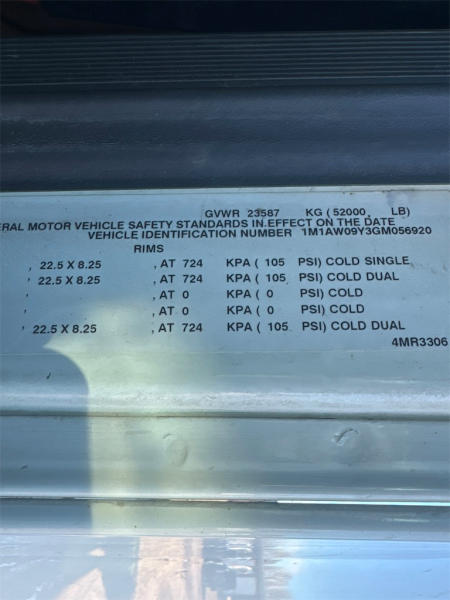 GVWR 23587 KG ( 52000 LB)
ERAL MOTOR VEHICLE SAFETY STANDARDS IN EFFECT ON THE DATE
VEHICLE IDENTIFICATION NUMBER 1M1AW09Y3GM056920
RIMS
, 22.5 X 8.25 , AT 724 KPA ( 105 PSI) COLD SINGLE
, 22.5 X 8.25 , AT 724 KPA ( 105 PSI) COLD DUAL
, , AT 0 KPA ( 0 PSI) COLD
, , AT 0 KPA ( 0 PSI) COLD
, 22.5 X 8.25 , AT 724 KPA ( 105 PSI) COLD DUAL
4MR3306